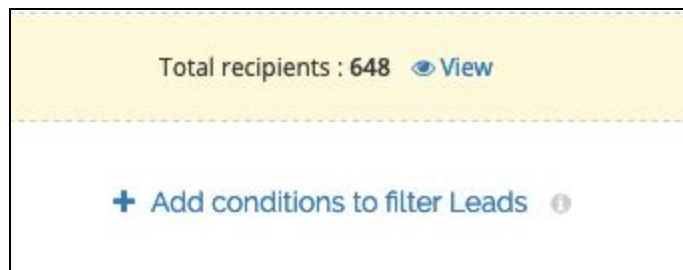 Total recipients : 648 View
+ Add conditions to filter Leads